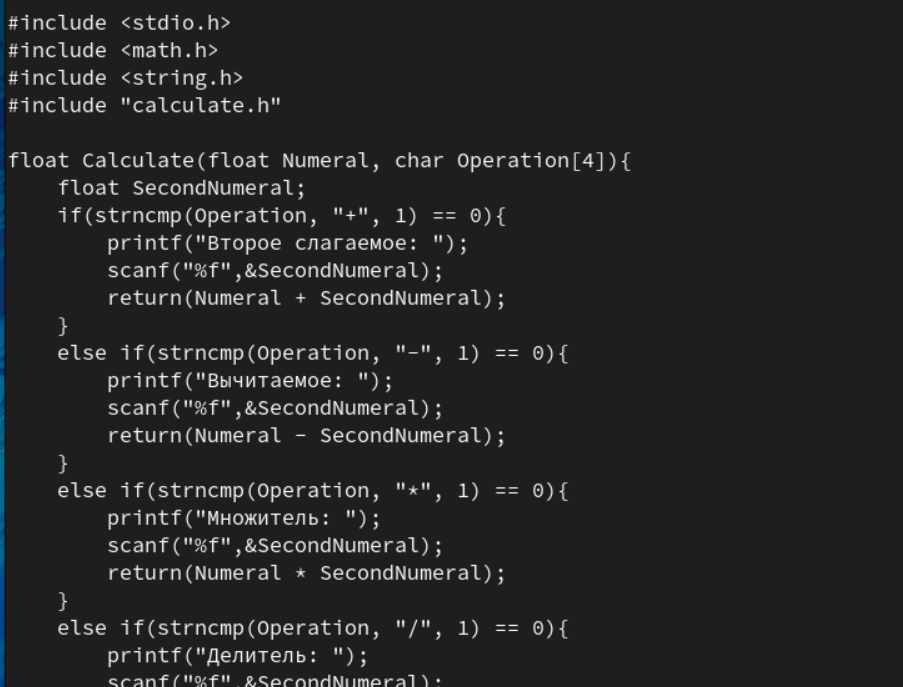 #include <stdio.h>
#include <math.h>
#include <string.h>
#include "calculate.h"
float Calculate(float Numeral, char Operation[4]){
    float SecondNumeral;
    if(strncmp(Operation, "+", 1) == 0){
        printf("Второе слагаемое: ");
        scanf("%f",&SecondNumeral);
        return(Numeral + SecondNumeral);
    }
    else if(strncmp(Operation, "-", 1) == 0){
        printf("Вычитаемое: ");
        scanf("%f",&SecondNumeral);
        return(Numeral - SecondNumeral);
    }
    else if(strncmp(Operation, "*", 1) == 0){
        printf("Множитель: ");
        scanf("%f",&SecondNumeral);
        return(Numeral * SecondNumeral);
    }
    else if(strncmp(Operation, "/", 1) == 0){
        printf("Делитель: ");
        scanf("%f",&SecondNumeral);